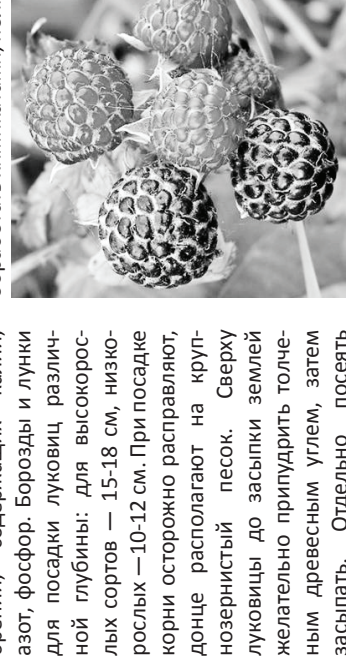 азот, фосфор. Борозды и лунки
для посадки луковиц различ-
ной глубины: для высокорос-
лых сортов — 15-18 см, низко-
рослых —10-12 см. При посадке
корни осторожно расправляют,
донце располагают на круп-
нозернистый песок. Сверху
луковицы до засыпки землей
желательно припудрить толче-
ным древесным углем, затем
засыпать. Отдельно посеять